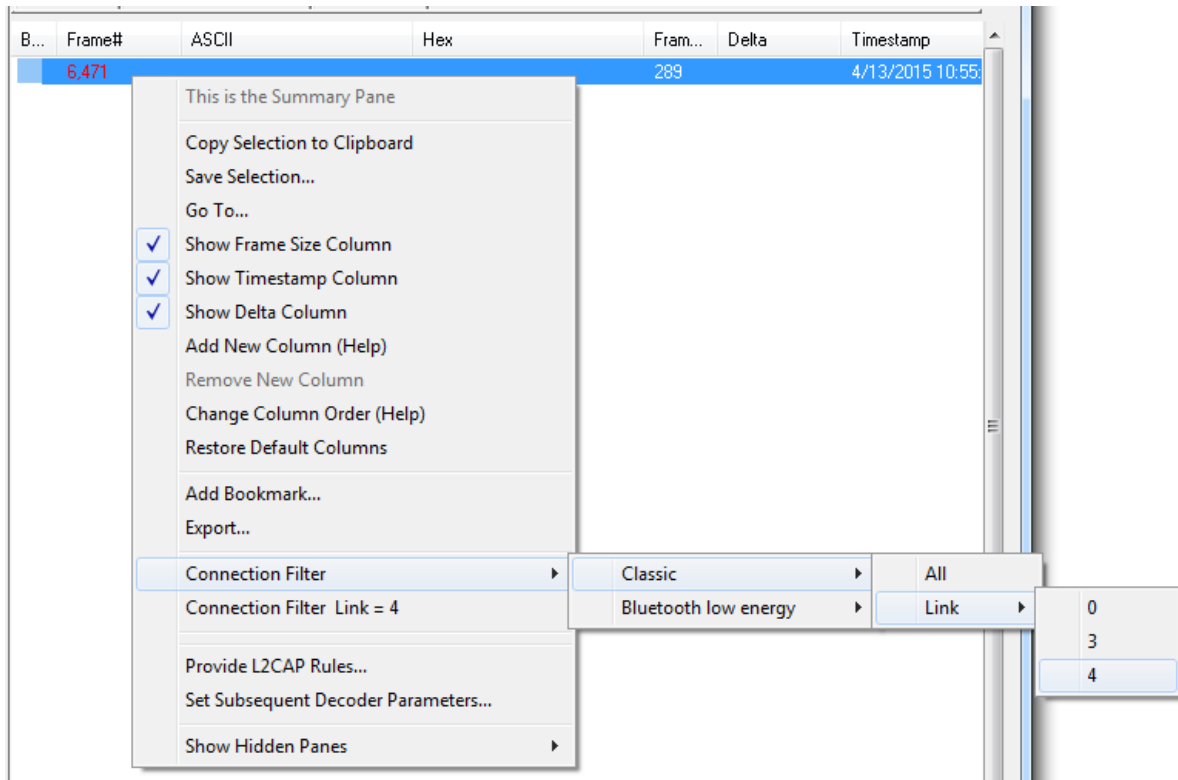 B... Frame# ASCII Hex Fram... Delta Timestamp
6,471 289 4/13/2015 10:55:
This is the Summary Pane
Copy Selection to Clipboard
Save Selection...
Go To...
Show Frame Size Column
Show Timestamp Column
Show Delta Column
Add New Column (Help)
Remove New Column
Change Column Order (Help)
Restore Default Columns
Add Bookmark...
Export...
Connection Filter Classic All
Connection Filter Link = 4 Bluetooth low energy Link 0
3
Provide L2CAP Rules... 4
Set Subsequent Decoder Parameters...
Show Hidden Panes